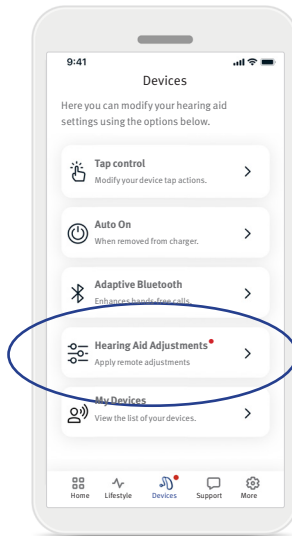 9:41
Devices
Here you can modify your hearing aid
settings using the options below.
Tap control
Modify your device tap actions.
Auto On
When removed from charger.
Adaptive Bluetooth
Enhances hands-free calls.
Hearing Aid Adjustments
Apply remote adjustments
My Devices
View the list of your devices.
Home Lifestyle Devices Support More